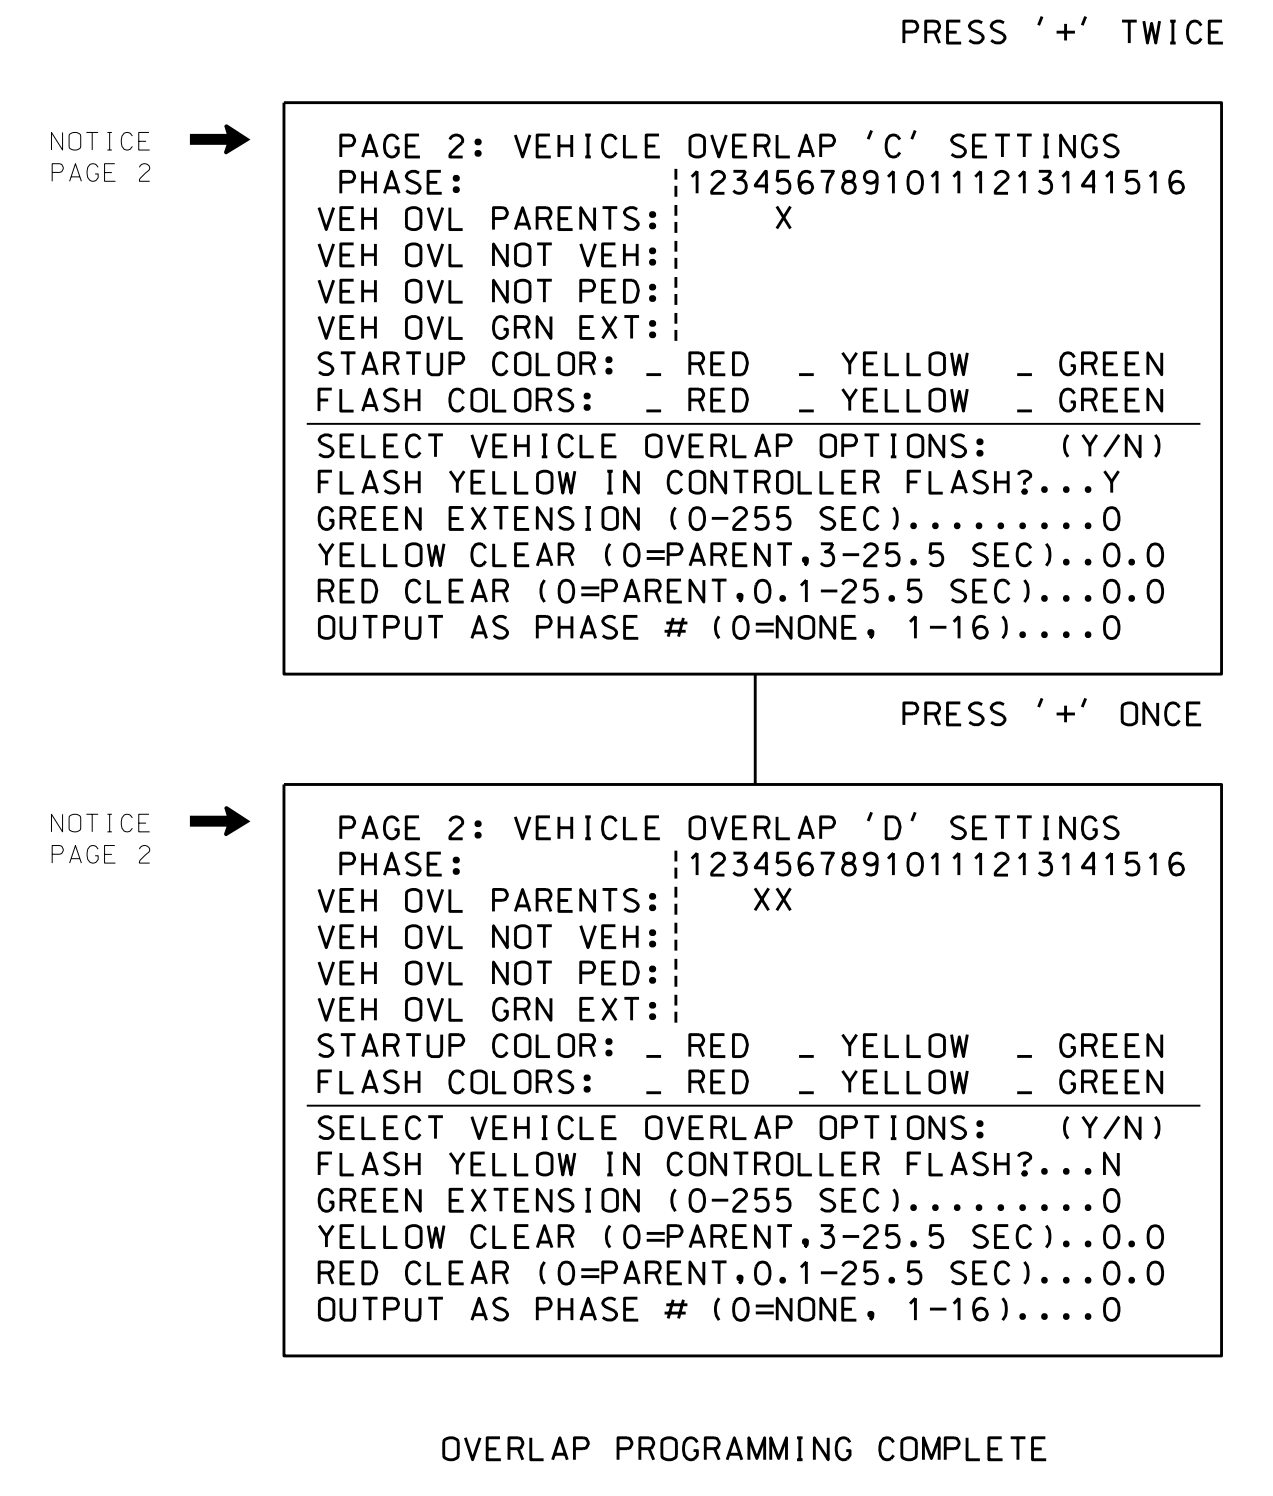 PRESS '+' TWICE
NOTICE
PAGE 2
PAGE 2: VEHICLE OVERLAP 'C' SETTINGS
PHASE: ¦12345678910111213141516
VEH OVL PARENTS:¦ X
VEH OVL NOT VEH:¦
VEH OVL NOT PED:¦
VEH OVL GRN EXT:¦
STARTUP COLOR: _ RED _ YELLOW _ GREEN
FLASH COLORS: _ RED _ YELLOW _ GREEN
SELECT VEHICLE OVERLAP OPTIONS: (Y/N)
FLASH YELLOW IN CONTROLLER FLASH?...Y
GREEN EXTENSION (0-255 SEC).........0
YELLOW CLEAR (0=PARENT,3-25.5 SEC)..0.0
RED CLEAR (0=PARENT,0.1-25.5 SEC)...0.0
OUTPUT AS PHASE # (0=NONE, 1-16)....0
PRESS '+' ONCE
NOTICE
PAGE 2
PAGE 2: VEHICLE OVERLAP 'D' SETTINGS
PHASE: ¦12345678910111213141516
VEH OVL PARENTS:¦ XX
VEH OVL NOT VEH:¦
VEH OVL NOT PED:¦
VEH OVL GRN EXT:¦
STARTUP COLOR: _ RED _ YELLOW _ GREEN
FLASH COLORS: _ RED _ YELLOW _ GREEN
SELECT VEHICLE OVERLAP OPTIONS: (Y/N)
FLASH YELLOW IN CONTROLLER FLASH?...N
GREEN EXTENSION (0-255 SEC).........0
YELLOW CLEAR (0=PARENT,3-25.5 SEC)..0.0
RED CLEAR (0=PARENT,0.1-25.5 SEC)...0.0
OUTPUT AS PHASE # (0=NONE, 1-16)....0
OVERLAP PROGRAMMING COMPLETE